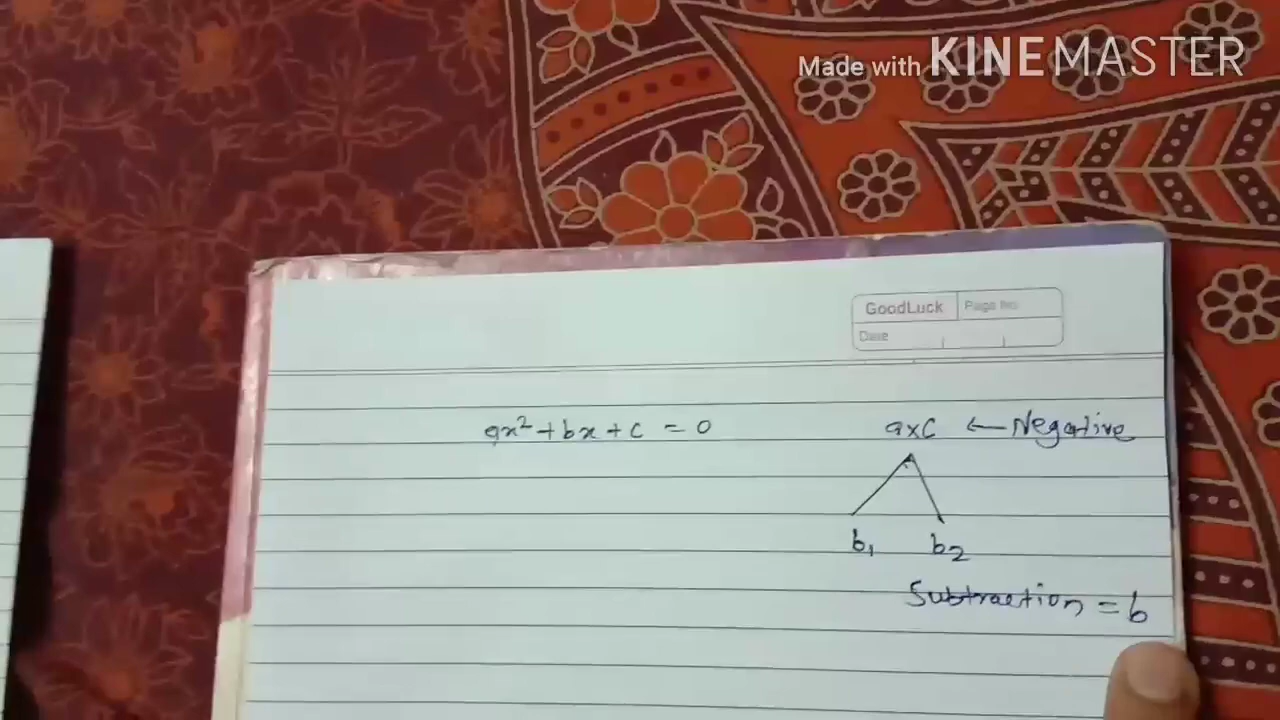 Made with KINEMASTER
GoodLuck Page No
Date
ax² + bx + c = 0
a×c ← Negative
b₁ b₂
Subtraction = b